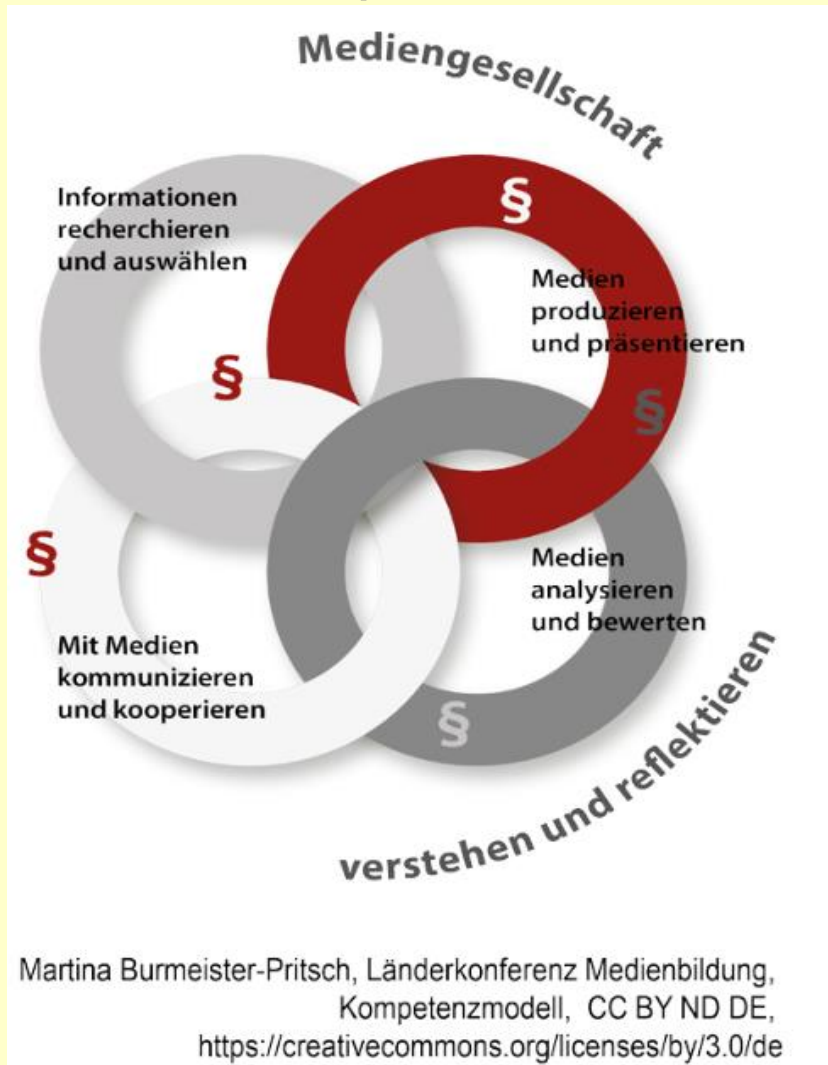 Mediengesellschaft
Informationen
recherchieren
und auswählen
§
Medien
produzieren
und präsentieren
§
§
§
Medien
analysieren
und bewerten
Mit Medien
kommunizieren
und kooperieren
§
verstehen und reflektieren
Martina Burmeister-Pritsch, Länderkonferenz Medienbildung,
Kompetenzmodell, CC BY ND DE,
https://creativecommons.org/licenses/by/3.0/de